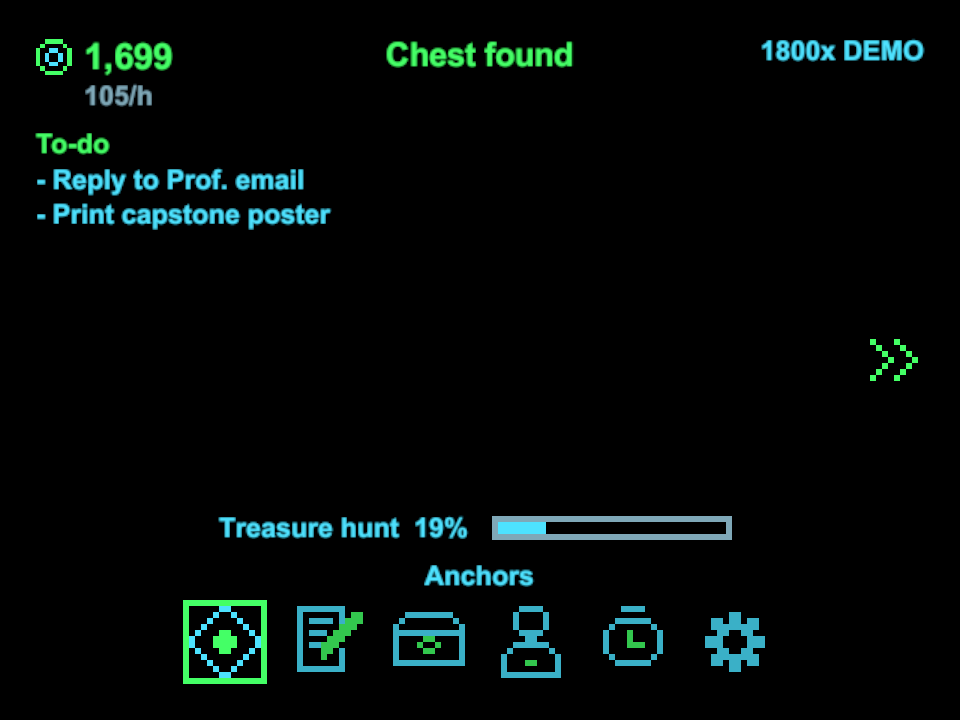 1,699
Chest found
1800x DEMO
105/h
To-do
- Reply to Prof. email
- Print capstone poster
Treasure hunt 19%
Anchors